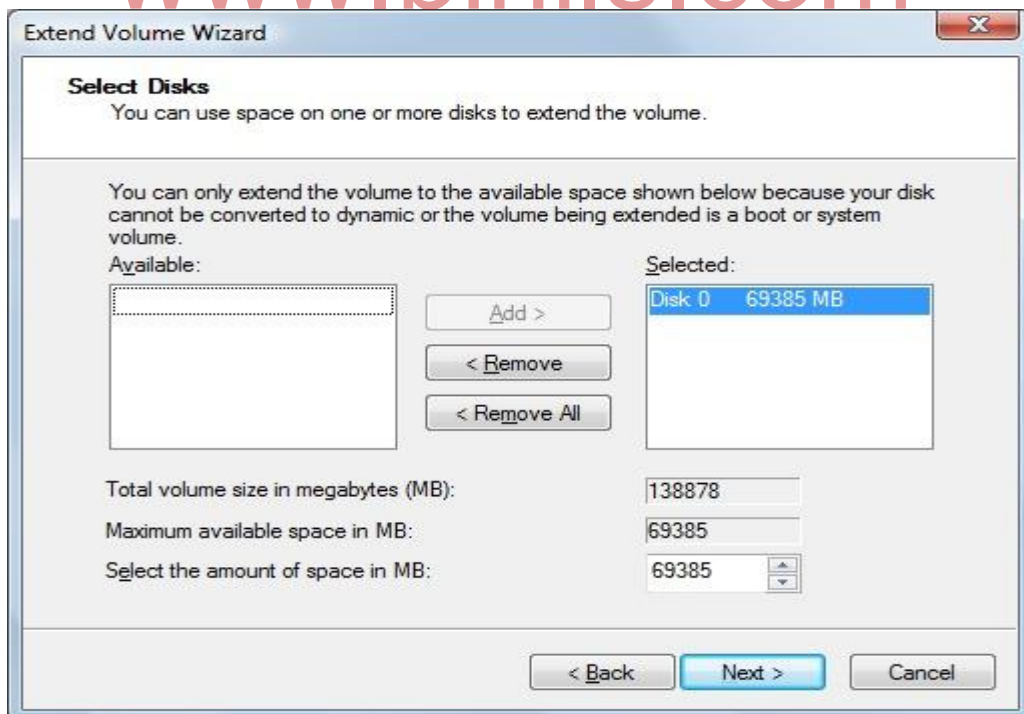 Extend Volume Wizard
Select Disks
You can use space on one or more disks to extend the volume.
You can only extend the volume to the available space shown below because your disk
cannot be converted to dynamic or the volume being extended is a boot or system
volume.
Available:
Selected:
Disk 0 69385 MB
Add >
< Remove
< Remove All
Total volume size in megabytes (MB): 138878
Maximum available space in MB: 69385
Select the amount of space in MB: 69385
< Back Next > Cancel